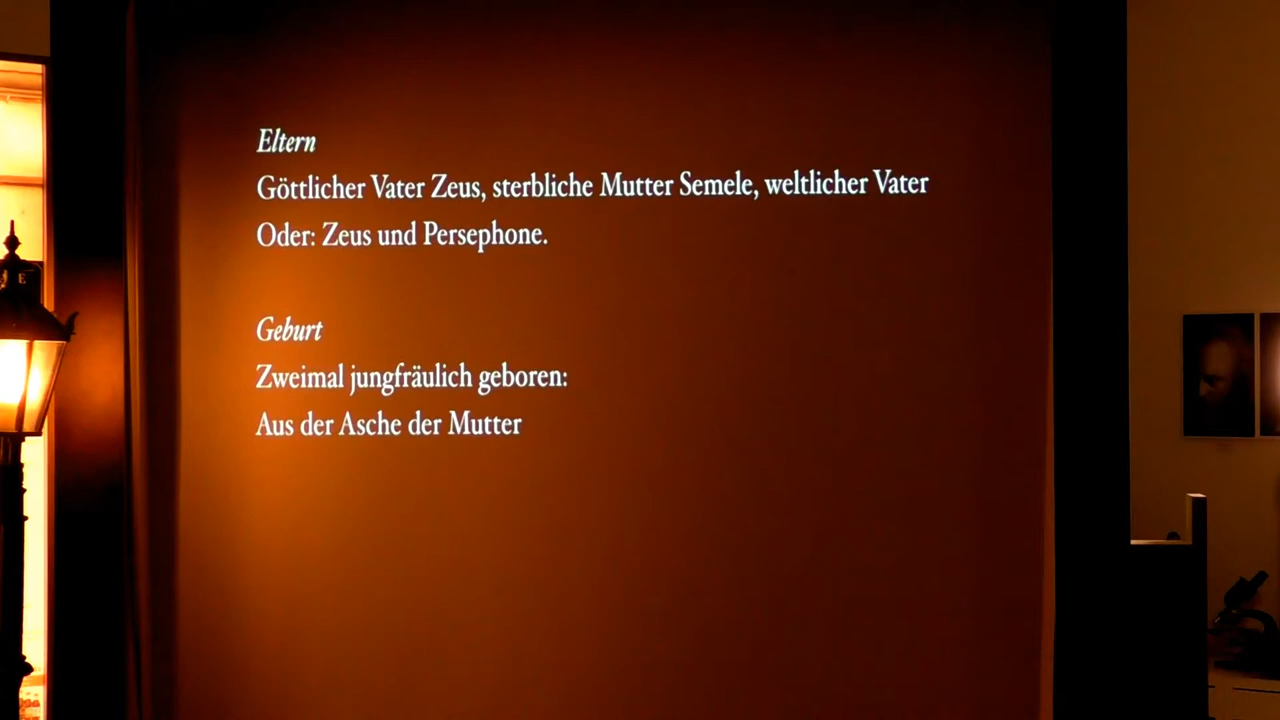 Eltern
Göttlicher Vater Zeus, sterbliche Mutter Semele, weltlicher Vater
Oder: Zeus und Persephone.
Geburt
Zweimal jungfräulich geboren:
Aus der Asche der Mutter